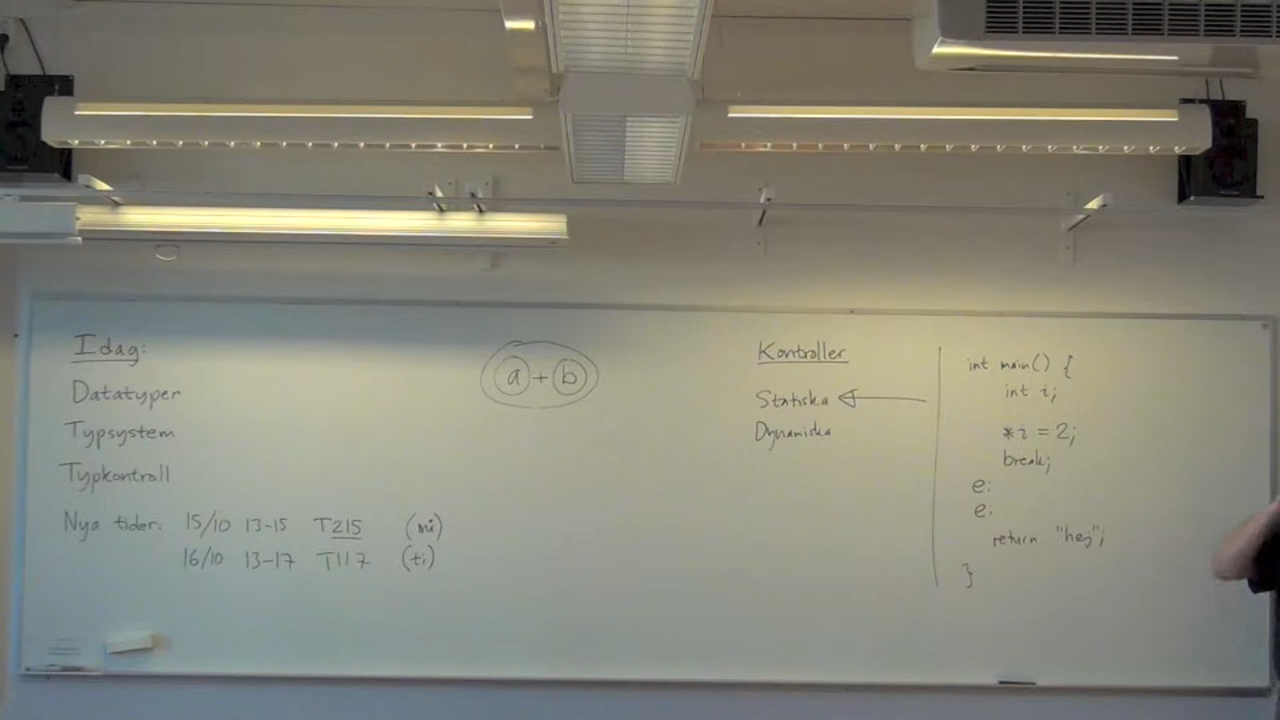 Idag:
Datatyper
Typsystem
Typkontroll
Nya tider: 15/10 13-15 T215 (må)
16/10 13-17 T117 (ti)
a + b
Kontroller
Statiska
Dynamiska
int main() {
int i;
*i = 2;
break;
e:
e:
return "hej";
}